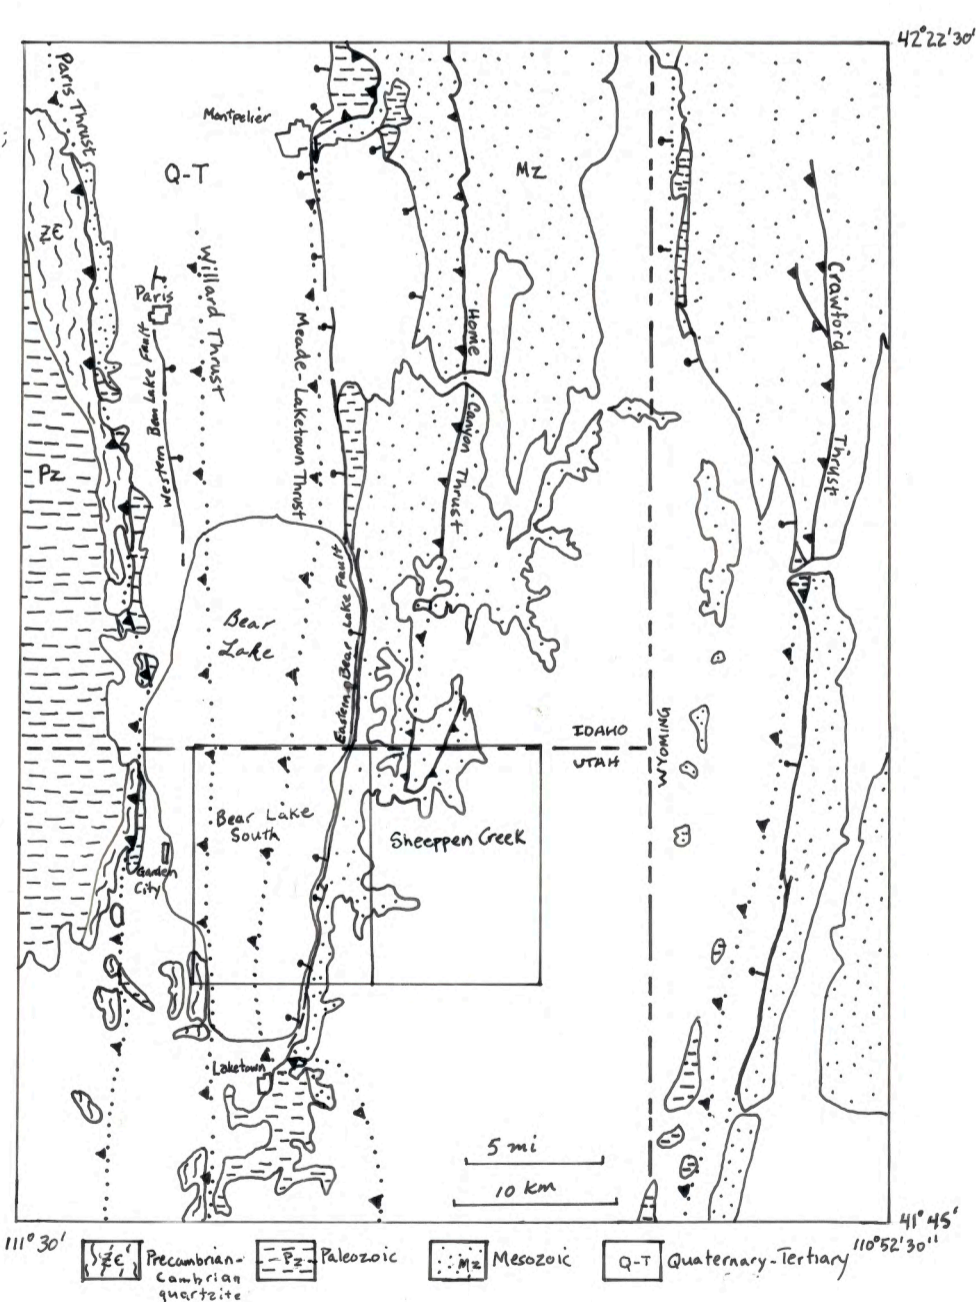 42°22'30"
Paris Thrust
Montpelier
Q-T
Mz
Z€
Willard Thrust
Paris
Western Bear Lake Fault
Meade-Laketown Thrust
Home
Canyon Thrust
Crawford
Thrust
Pz
Bear
Lake
Eastern Bear Lake Fault
IDAHO
UTAH
WYOMING
Bear Lake
South
Sheeppen Creek
Garden
City
Laketown
5 mi
10 km
41°45'
111°30'
110°52'30"
Z€
Precambrian-
Cambrian
quartzite
Pz
Paleozoic
Mz
Mesozoic
Q-T
Quaternary-Tertiary